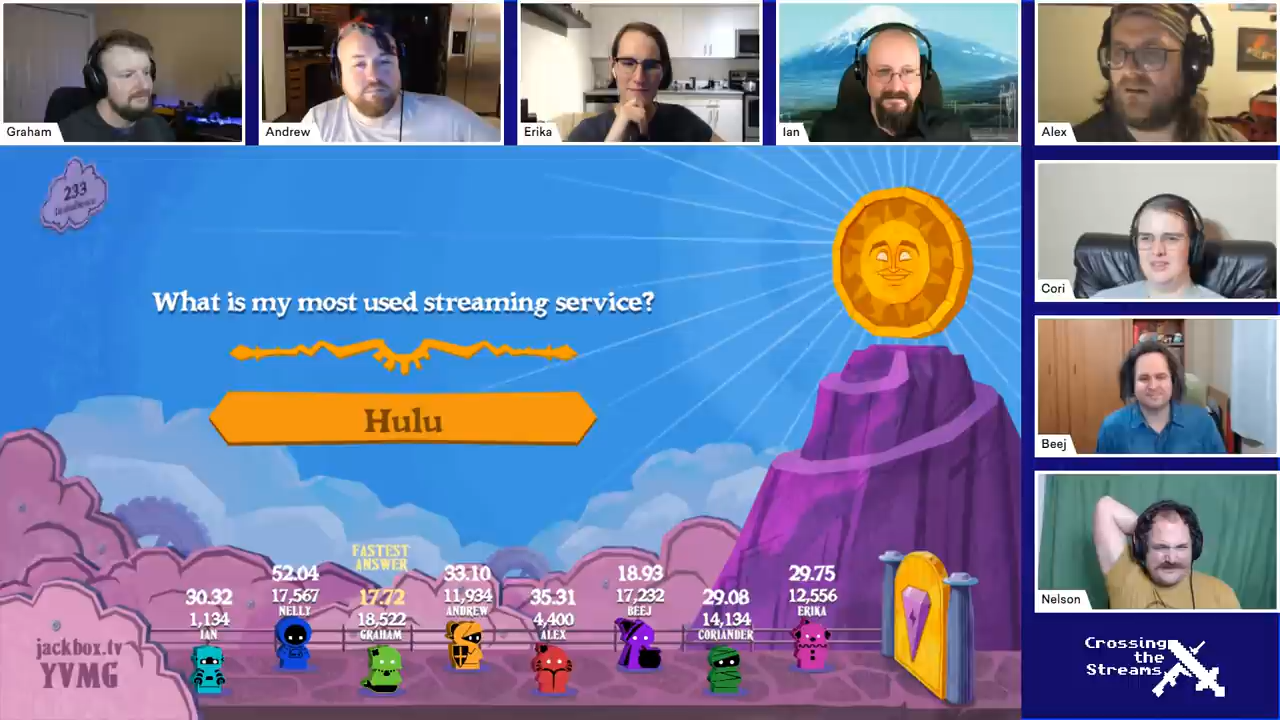 Graham
Andrew
Erika
Ian
Alex
Cori
Beej
Nelson
233
What is my most used streaming service?
Hulu
30.32
1,134
IAN
52.04
17,567
NELLY
FASTEST
ANSWER
17.72
18,522
GRAHAM
33.10
11,934
ANDREW
35.31
4,400
ALEX
18.93
17,232
BEEJ
29.08
14,134
CORIANDER
29.75
12,556
ERIKA
jackbox.tv
YVMG
Crossing
the
Streams